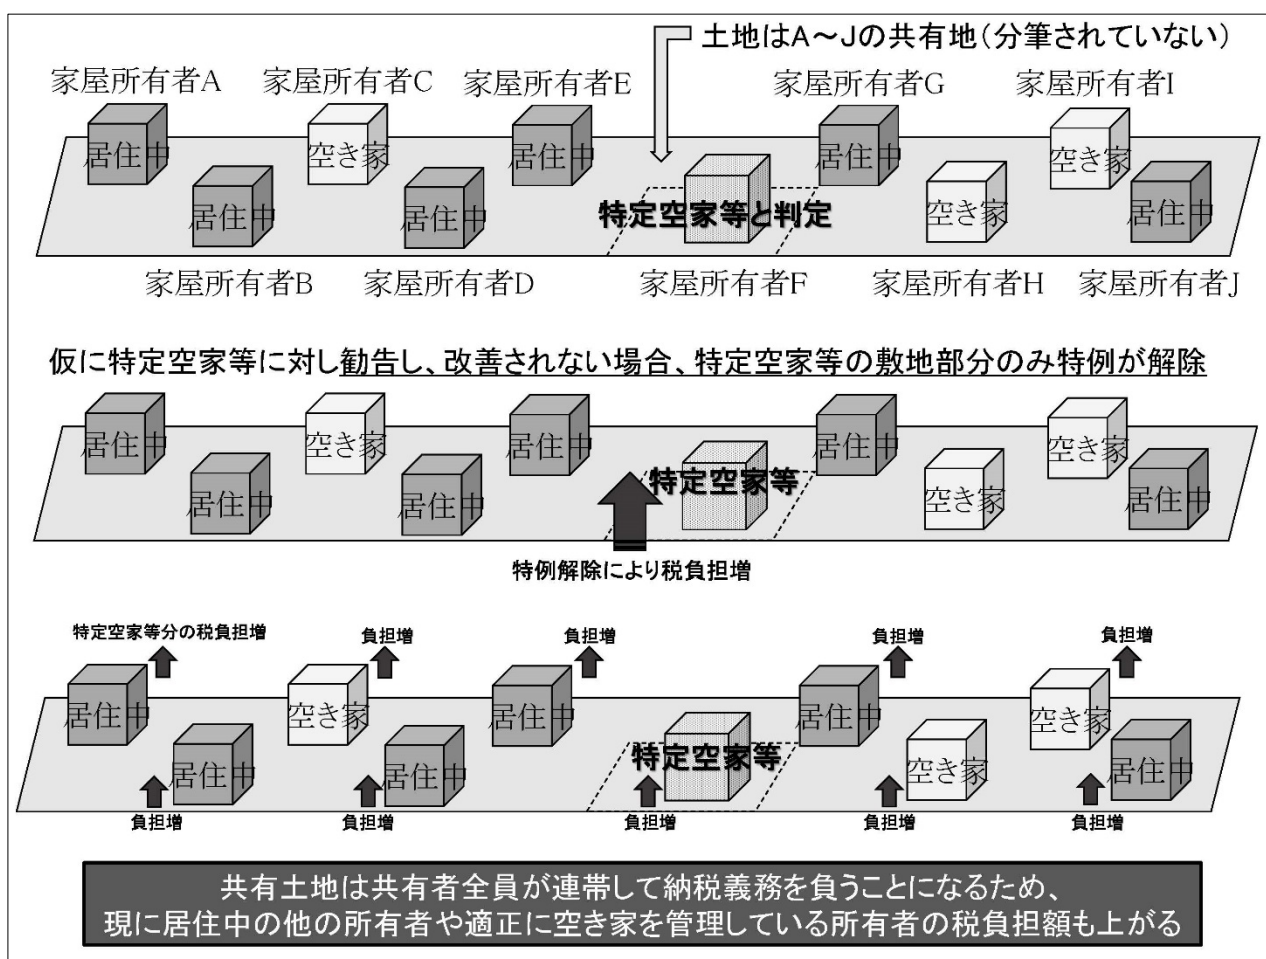 土地はA～Jの共有地（分筆されていない）
家屋所有者A
家屋所有者C
家屋所有者E
家屋所有者G
家屋所有者I
居住中
空き家
居住中
居住中
空き家
居住中
居住中
特定空家等と判定
空き家
居住中
家屋所有者B
家屋所有者D
家屋所有者F
家屋所有者H
家屋所有者J
仮に特定空家等に対し勧告し、改善されない場合、特定空家等の敷地部分のみ特例が解除
居住中
空き家
居住中
居住中
空き家
居住中
居住中
特定空家等
空き家
居住中
特例解除により税負担増
特定空家等分の税負担増
負担増
負担増
負担増
負担増
居住中
空き家
居住中
居住中
空き家
居住中
居住中
特定空家等
空き家
居住中
負担増
負担増
負担増
負担増
負担増
共有土地は共有者全員が連帯して納税義務を負うことになるため、
現に居住中の他の所有者や適正に空き家を管理している所有者の税負担額も上がる